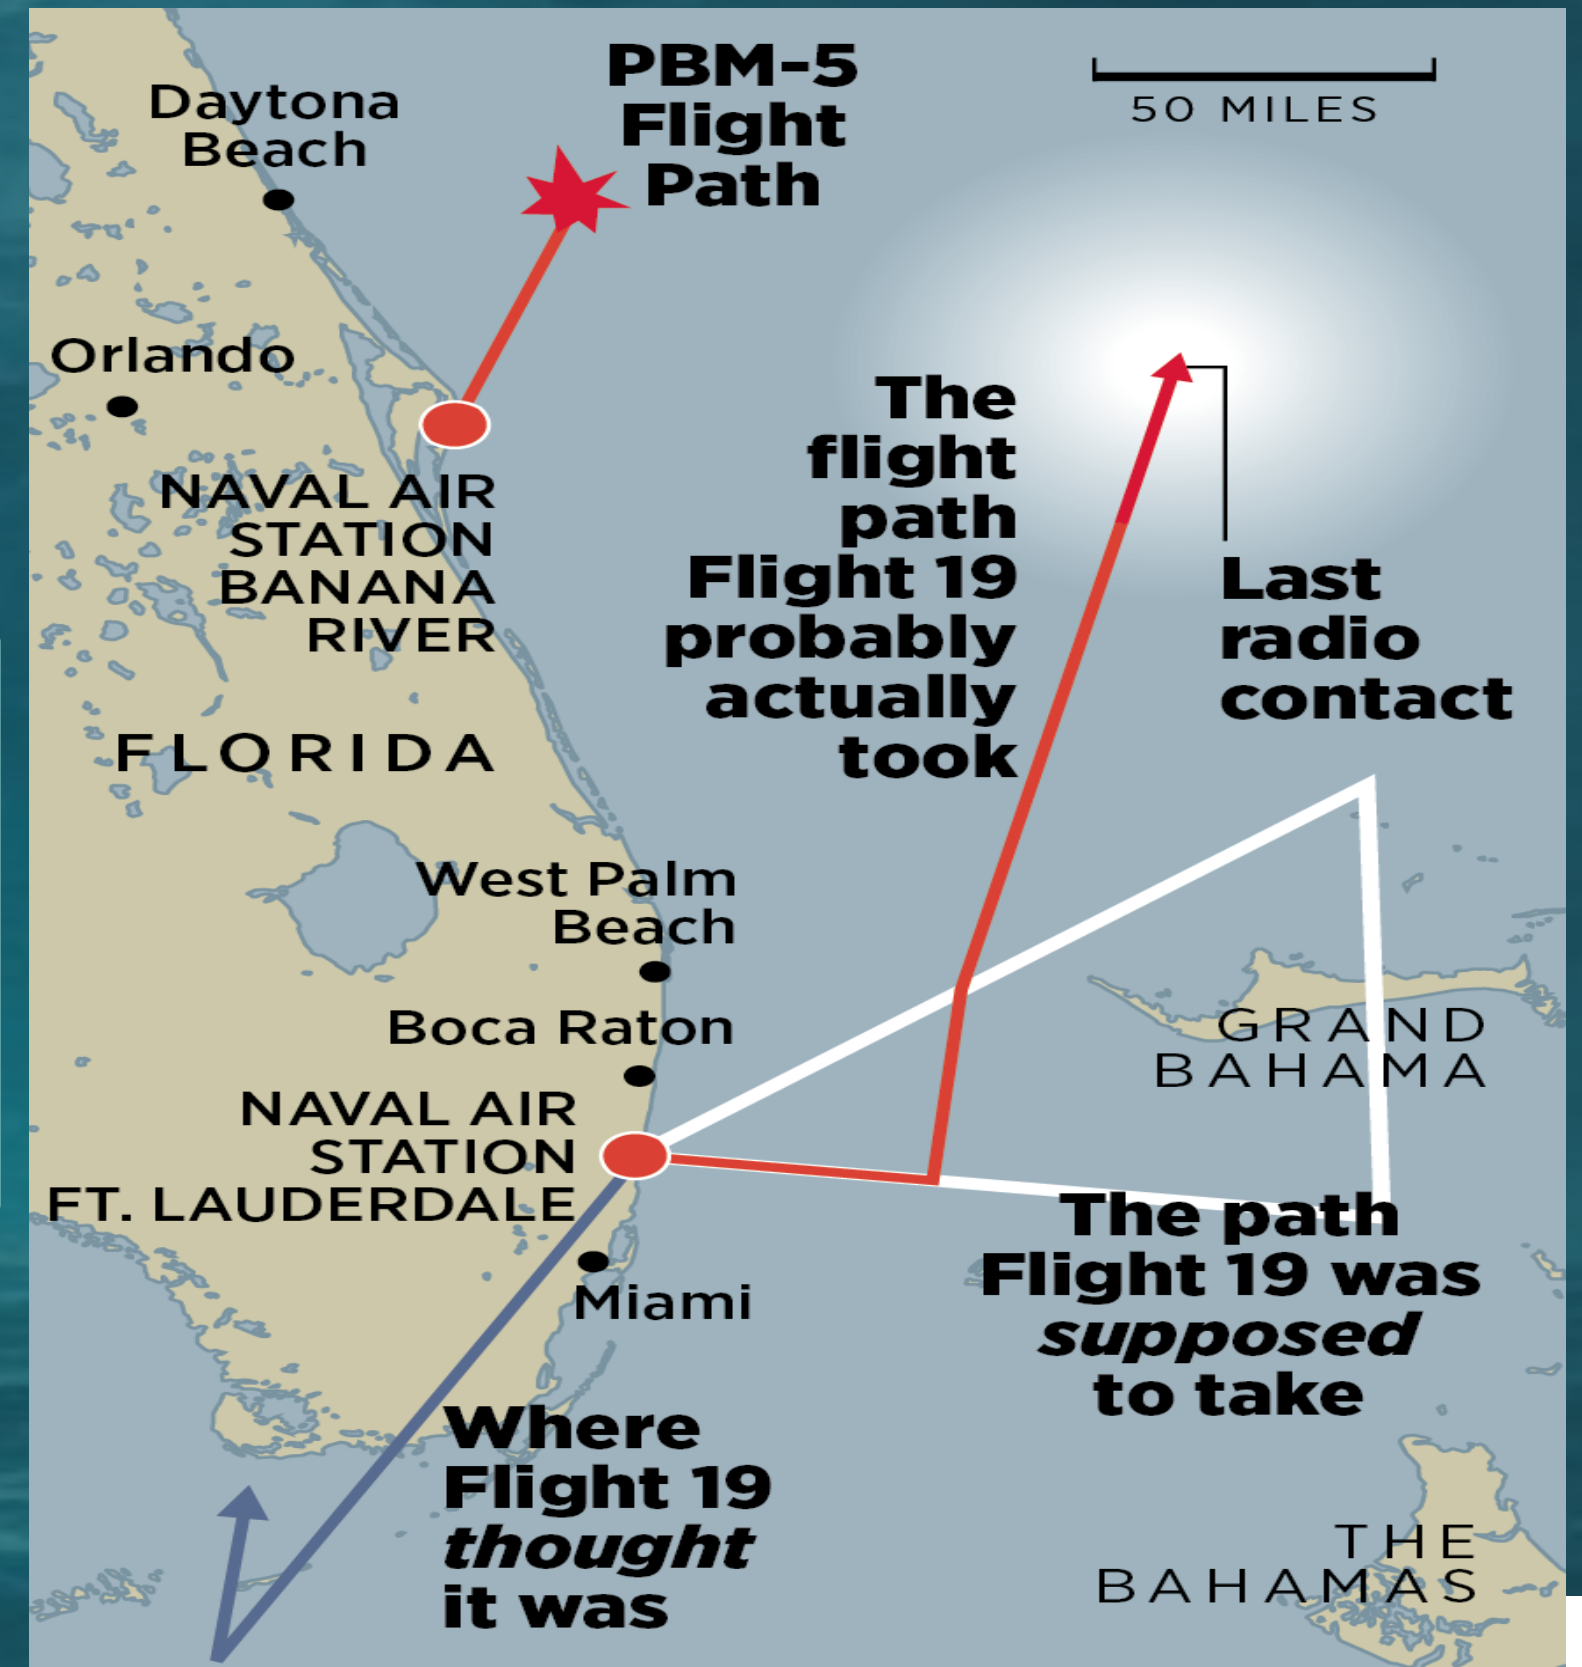 PBM-5
Flight
Path
50 MILES
Daytona
Beach
Orlando
NAVAL AIR
STATION
BANANA
RIVER
The
flight
path
Flight 19
probably
actually
took
Last
radio
contact
FLORIDA
West Palm
Beach
Boca Raton
GRAND
BAHAMA
NAVAL AIR
STATION
FT. LAUDERDALE
The path
Flight 19 was
supposed
to take
Miami
Where
Flight 19
thought
it was
THE
BAHAMAS